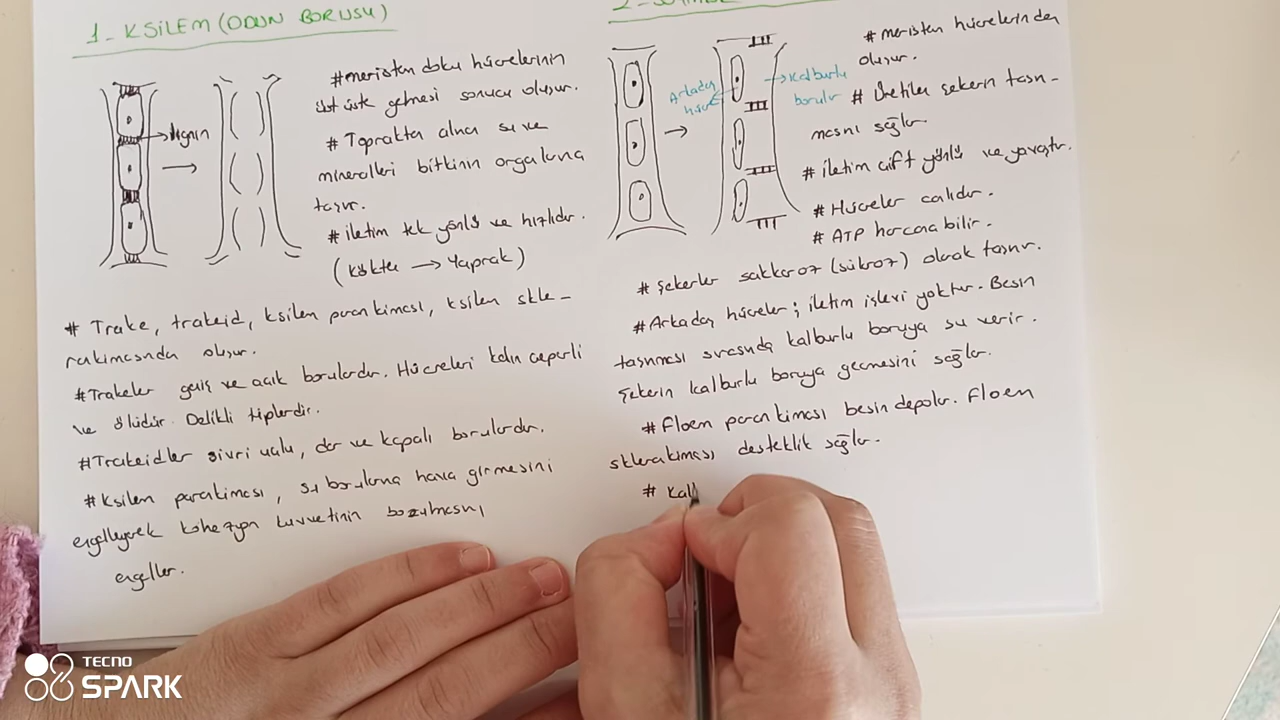 1- KSİLEM (ODUN BORUSU)
#meristem doku hücrelerinin
üst üste gelmesi sonucu oluşur.
# Topraktan alınan su ve
mineralleri bitkinin organlarına
taşır.
# iletim tek yönlü ve hızlıdır.
(Kökten → Yaprak)
lignin
# Trake, trakeid, ksilem parankiması, ksilem skle-
rankimasından oluşur.
#Trakeler geniş ve açık borulardır. Hücreleri kalın çeperli
ve ölüdür. Delikli tiplerdir.
#Trakeidler sivri uçlu, dar ve kapalı borulardır.
#Ksilem parankiması, su borularına hava girmesini
engelleyerek kohezyon kuvvetinin bozulmasını
engeller.
2-
Arkadaş
hüc
kalburlu
borular
#meristem hücrelerinden
oluşur.
# Üretilen şekerin taşın-
masını sağlar
# iletim çift yönlü ve yavaştır.
# Hücreler canlıdır.
# ATP harcanabilir.
# Şekerler sakkaroz (sükroz) olarak taşınır.
#Arkadaş hücreler; iletim işlevi yoktur. Besin
taşınması sırasında kalburlu boruya su verir.
Şekerin kalburlu boruya geçmesini sağlar.
# Floem parankiması besin depolar. Floem
sklerankiması desteklik sağlar.
# kal
TECNO
SPARK